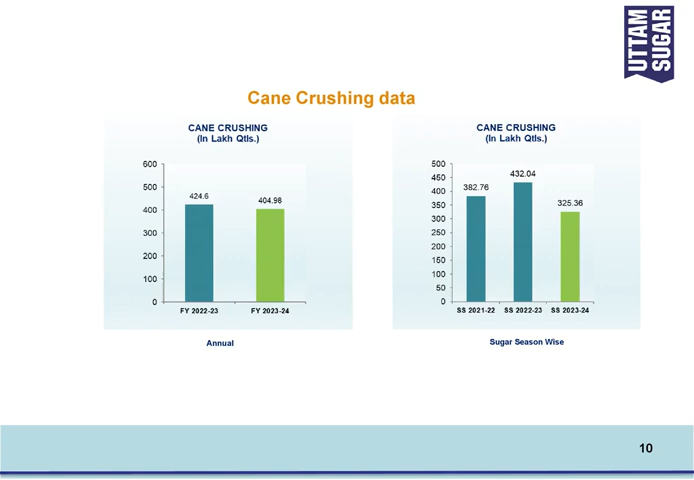 UTTAM
SUGAR
Cane Crushing data
CANE CRUSHING
(In Lakh Qtls.)
600
500
400
300
200
100
0
424.6
404.98
FY 2022-23
FY 2023-24
Annual
CANE CRUSHING
(In Lakh Qtls.)
500
450
400
350
300
250
200
150
100
50
0
382.76
432.04
325.36
SS 2021-22
SS 2022-23
SS 2023-24
Sugar Season Wise
10